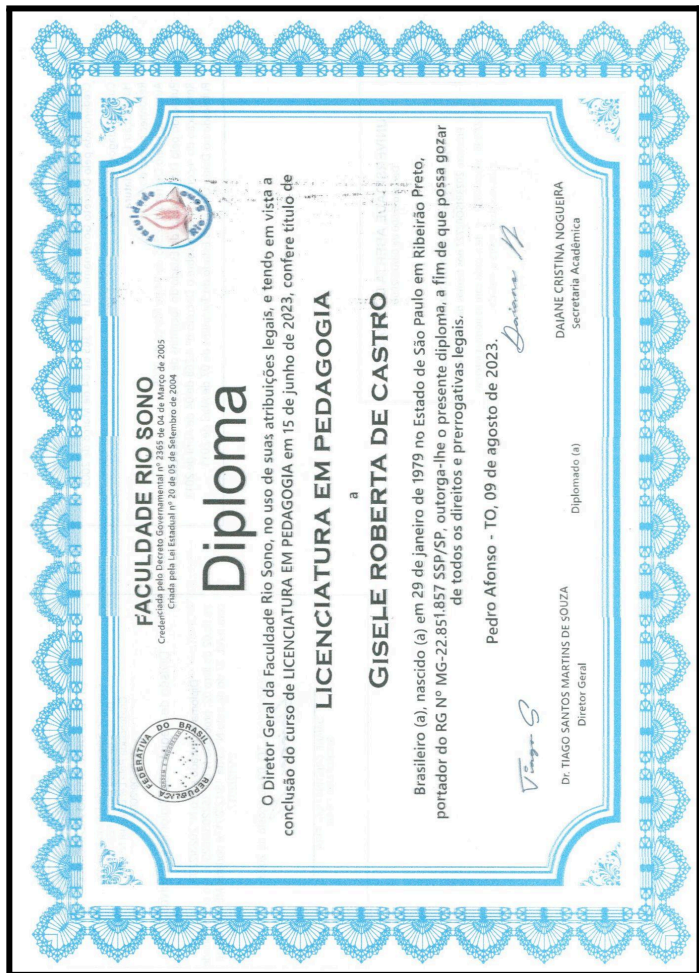 REPÚBLICA FEDERATIVA DO BRASIL
FACULDADE RIO SONO
Credenciada pelo Decreto Governamental nº 2365 de 04 de Março de 2005
Criada pela Lei Estadual nº 20 de 05 de Setembro de 2004
Faculdade Rio Sono
Diploma
O Diretor Geral da Faculdade Rio Sono, no uso de suas atribuições legais, e tendo em vista a
conclusão do curso de LICENCIATURA EM PEDAGOGIA em 15 de junho de 2023, confere título de
LICENCIATURA EM PEDAGOGIA
a
GISELE ROBERTA DE CASTRO
Brasileiro (a), nascido (a) em 29 de janeiro de 1979 no Estado de São Paulo em Ribeirão Preto,
portador do RG Nº MG-22.851.857 SSP/SP, outorga-lhe o presente diploma, a fim de que possa gozar
de todos os direitos e prerrogativas legais.
Pedro Afonso - TO, 09 de agosto de 2023.
Tiago S
Daiane N
Dr. TIAGO SANTOS MARTINS DE SOUZA
Diretor Geral
Diplomado (a)
DAIANE CRISTINA NOGUEIRA
Secretaria Acadêmica